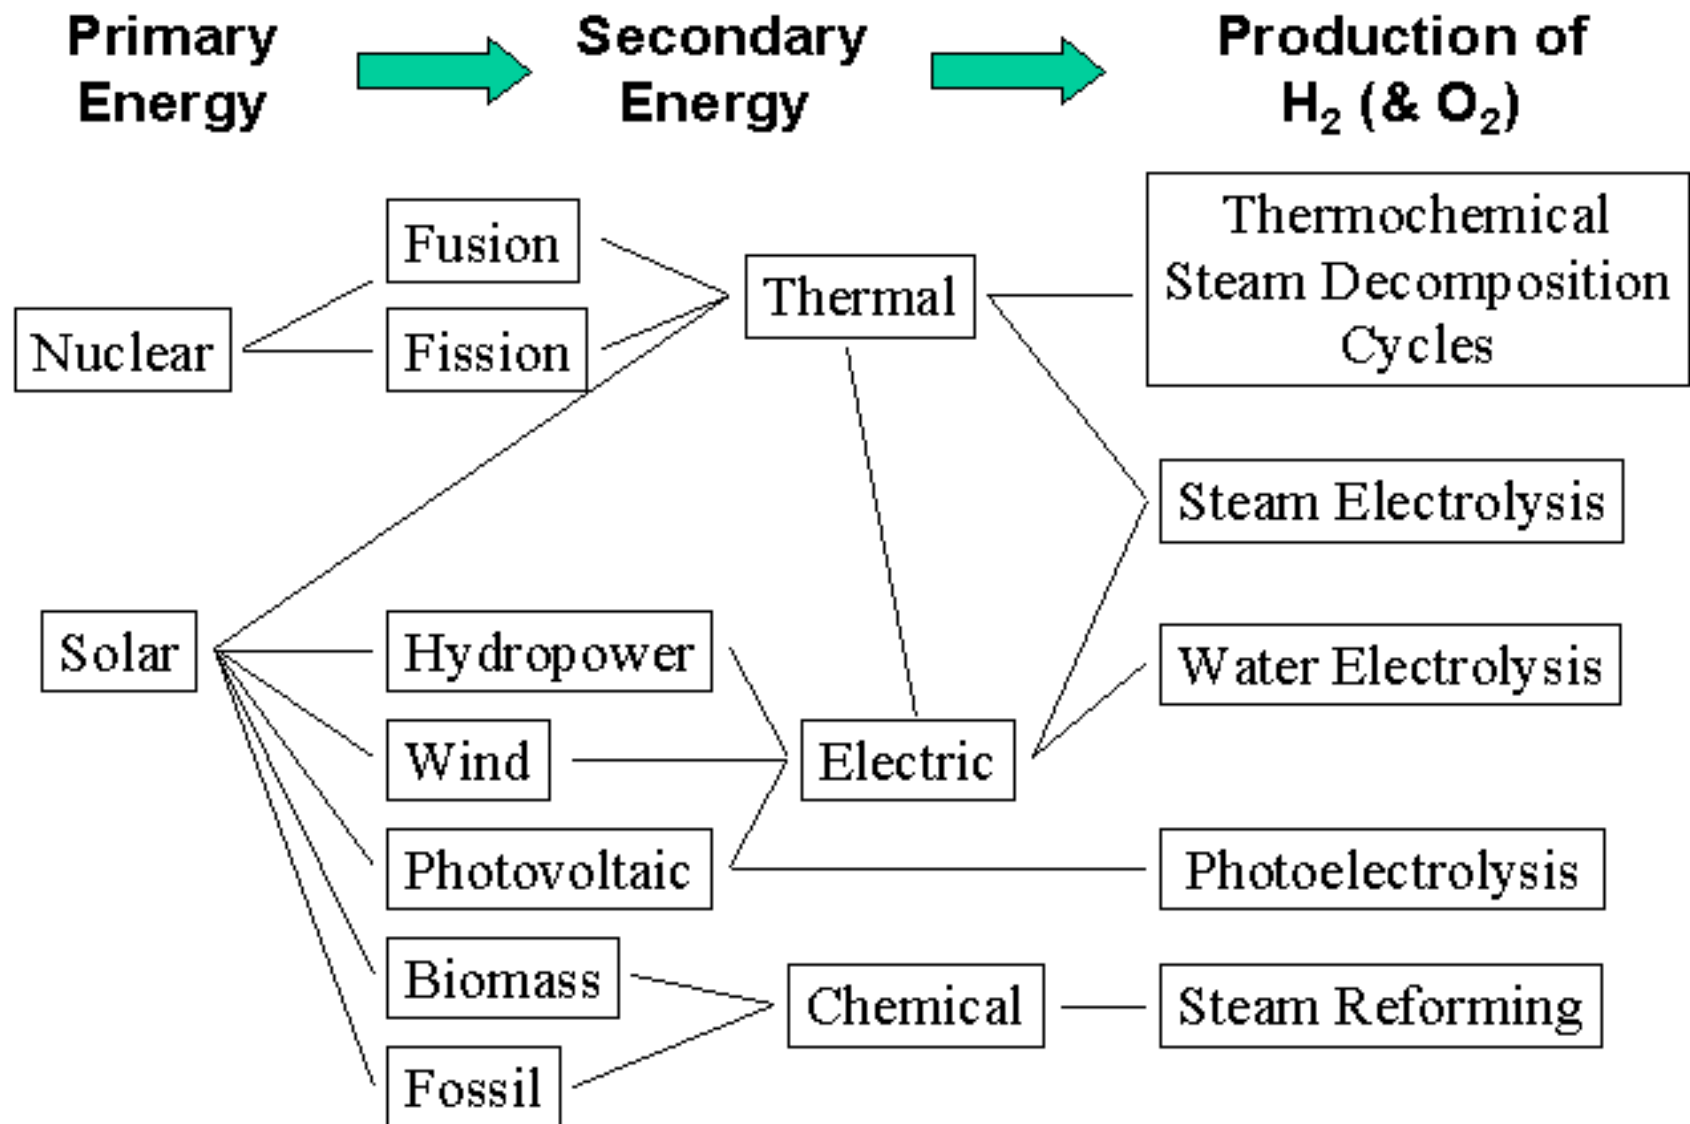 Primary
Energy
Secondary
Energy
Production of
H₂ (& O₂)
Fusion
Thermal
Thermochemical
Steam Decomposition
Cycles
Nuclear
Fission
Steam Electrolysis
Solar
Hydropower
Water Electrolysis
Wind
Electric
Photovoltaic
Photoelectrolysis
Biomass
Chemical
Steam Reforming
Fossil